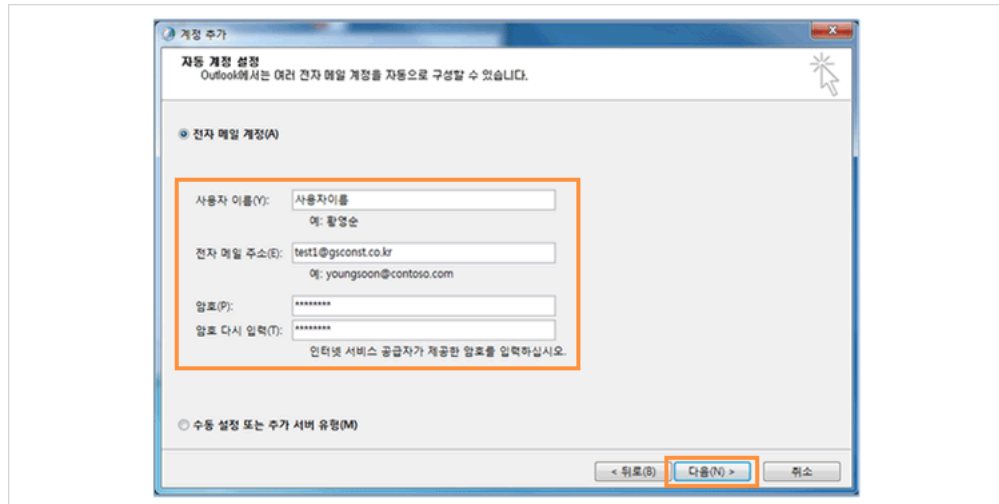 계정 추가
자동 계정 설정
Outlook에서는 여러 전자 메일 계정을 자동으로 구성할 수 있습니다.
전자 메일 계정(A)
사용자 이름(Y): 사용자이름
예: 황영순
전자 메일 주소(E): test1@gsconst.co.kr
예: youngsoon@contoso.com
암호(P): ********
암호 다시 입력(T): ********
인터넷 서비스 공급자가 제공한 암호를 입력하십시오.
수동 설정 또는 추가 서버 유형(M)
< 뒤로(B) 다음(N) > 취소